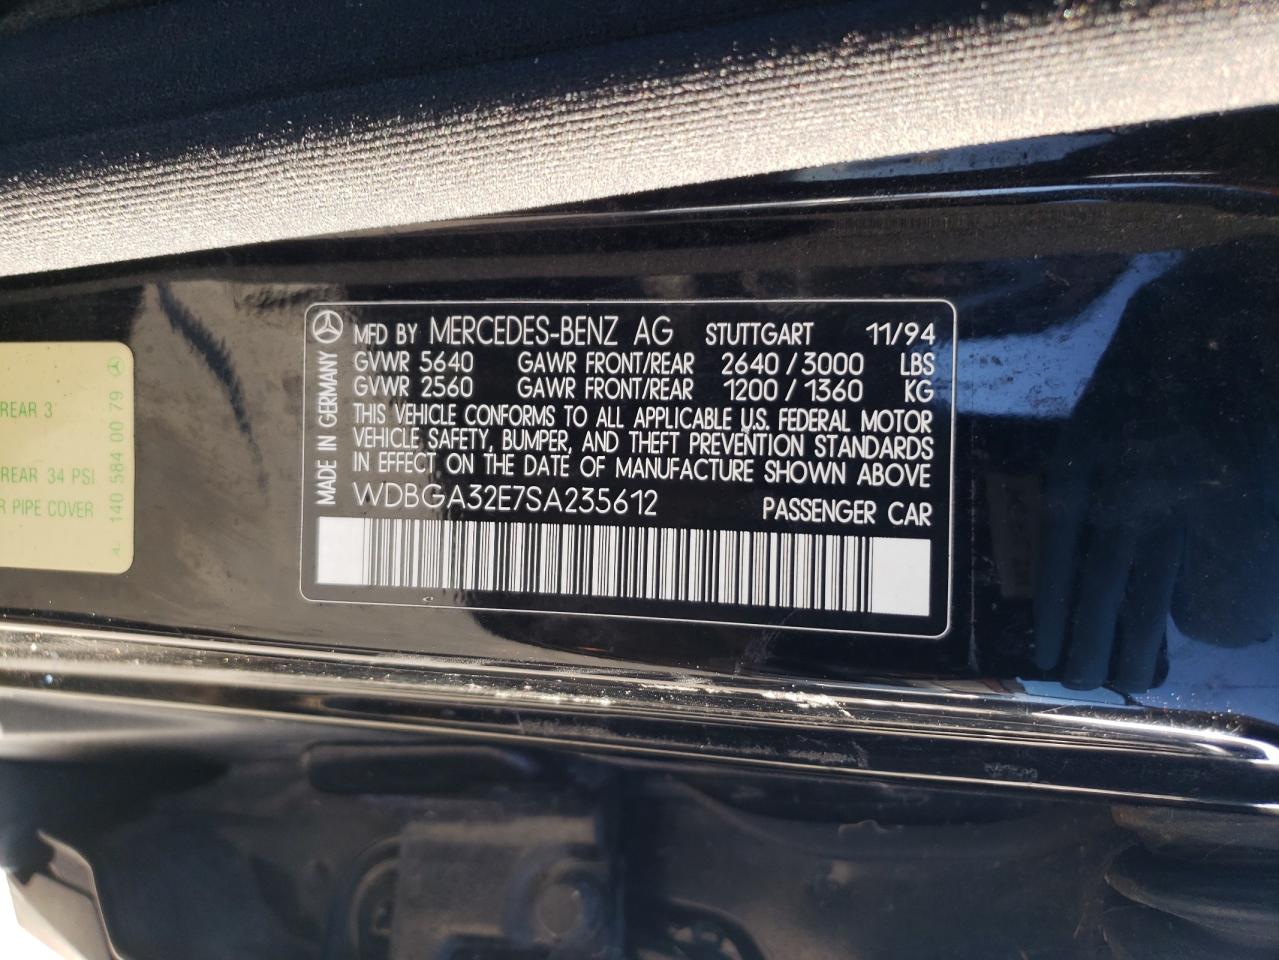 MFD BY MERCEDES-BENZ AG STUTTGART 11/94
GVWR 5640 GAWR FRONT/REAR 2640/3000 LBS
GVWR 2560 GAWR FRONT/REAR 1200/1360 KG
THIS VEHICLE CONFORMS TO ALL APPLICABLE U.S. FEDERAL MOTOR
VEHICLE SAFETY, BUMPER, AND THEFT PREVENTION STANDARDS
IN EFFECT ON THE DATE OF MANUFACTURE SHOWN ABOVE
WDBGA32E7SA235612 PASSENGER CAR
MADE IN GERMANY
REAR 3
REAR 34 PSI
R PIPE COVER
A. 140 584 00 79